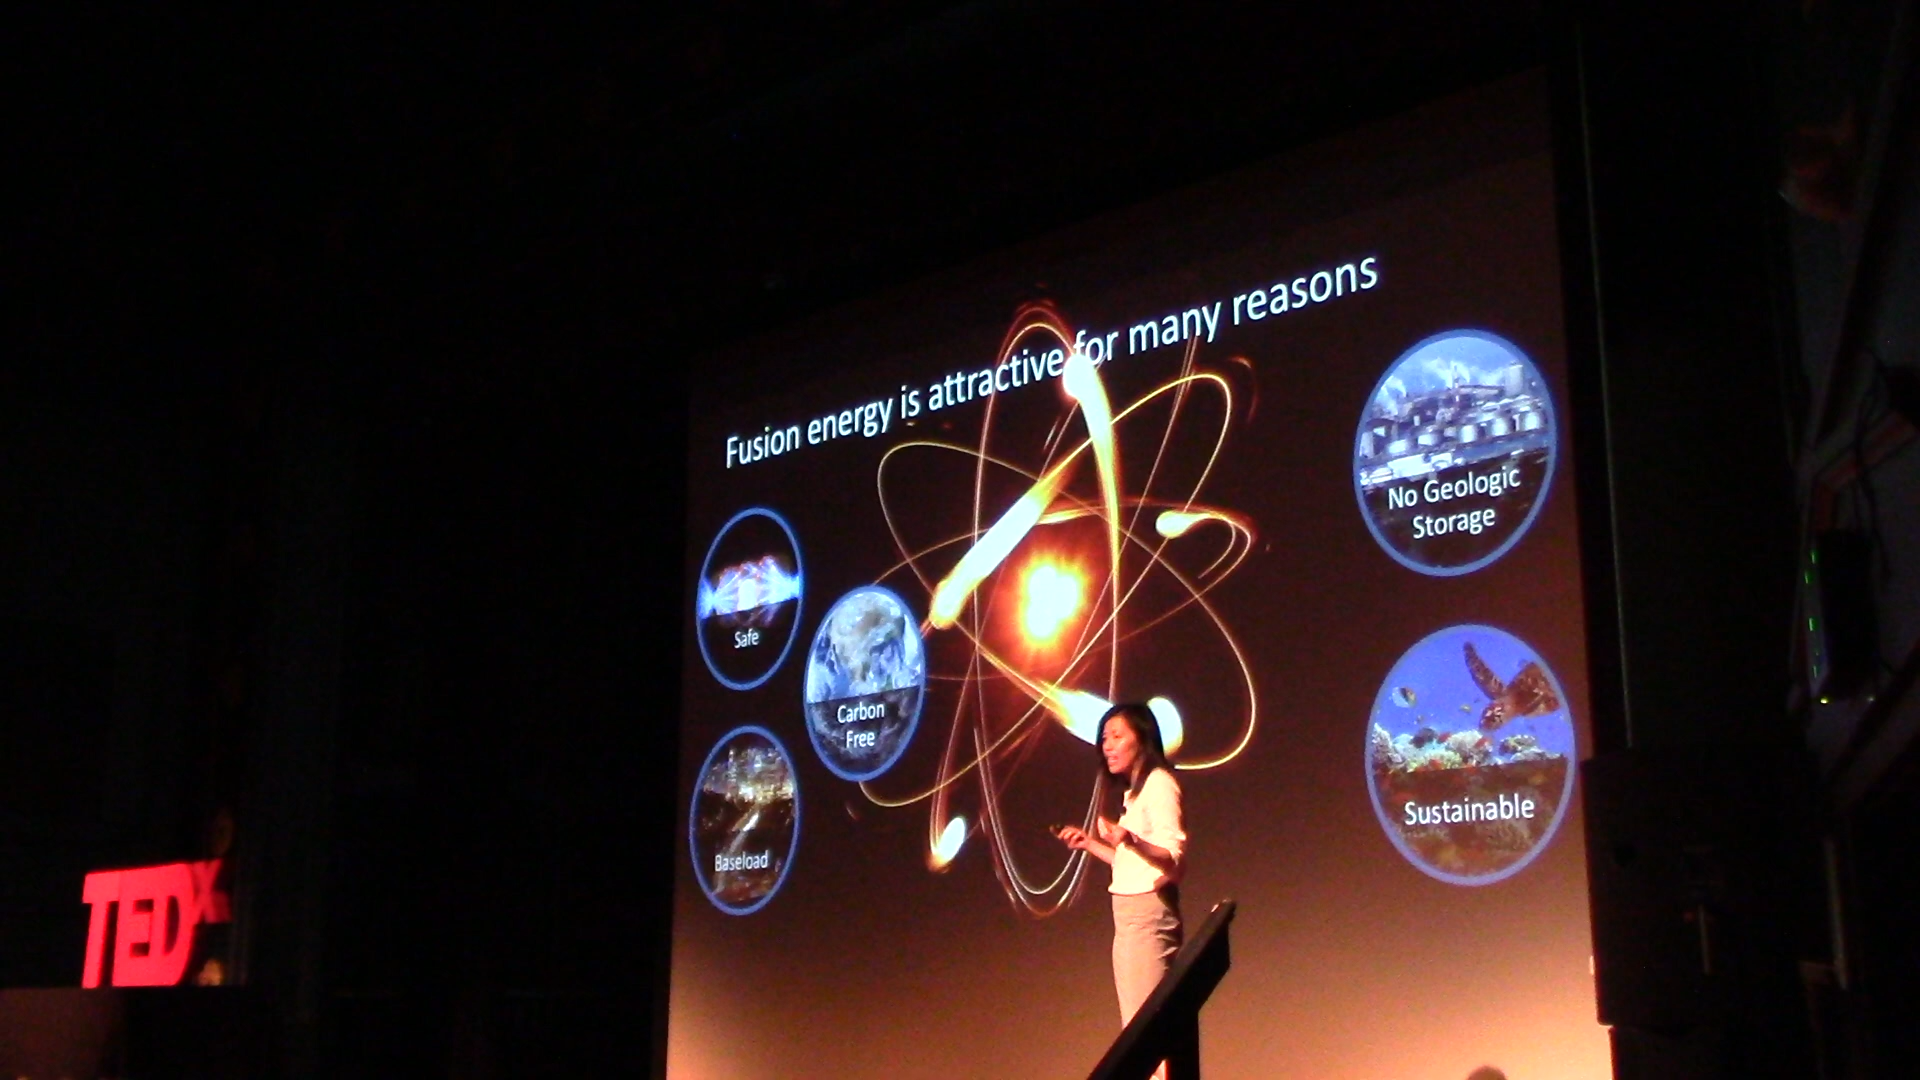 Fusion energy is attractive for many reasons
Safe
Carbon
Free
Baseload
No Geologic
Storage
Sustainable
TEDx